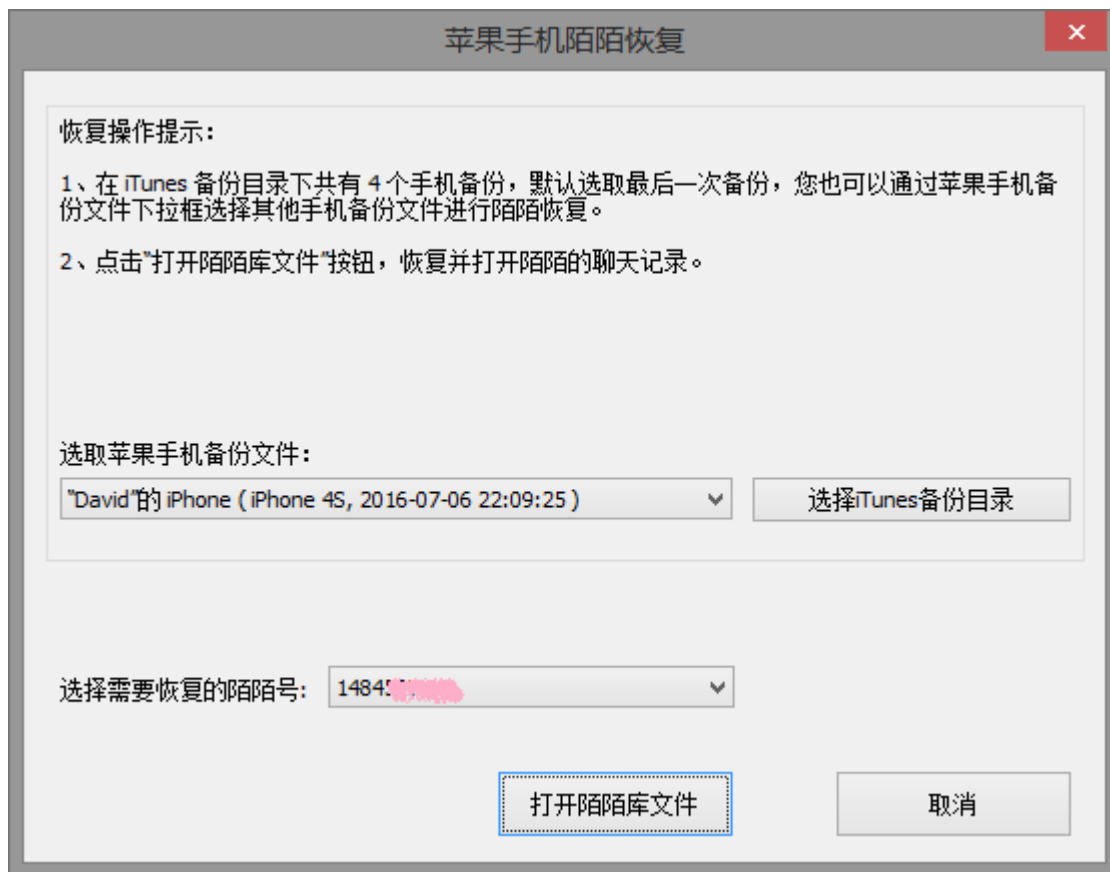 苹果手机陌陌恢复
恢复操作提示：
1、在 iTunes 备份目录下共有 4 个手机备份，默认选取最后一次备份，您也可以通过苹果手机备
份文件下拉框选择其他手机备份文件进行陌陌恢复。
2、点击"打开陌陌库文件"按钮，恢复并打开陌陌的聊天记录。
选取苹果手机备份文件：
"David"的 iPhone ( iPhone 4S, 2016-07-06 22:09:25 )
选择iTunes备份目录
选择需要恢复的陌陌号: 1484
打开陌陌库文件 取消